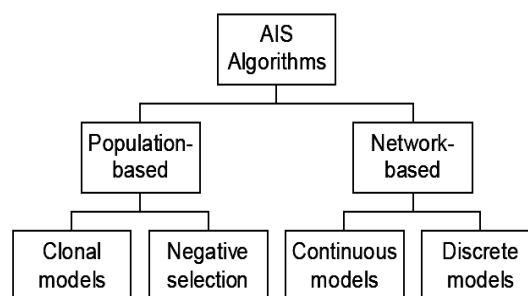 AIS
Algorithms
Population-
based
Network-
based
Clonal
models
Negative
selection
Continuous
models
Discrete
models